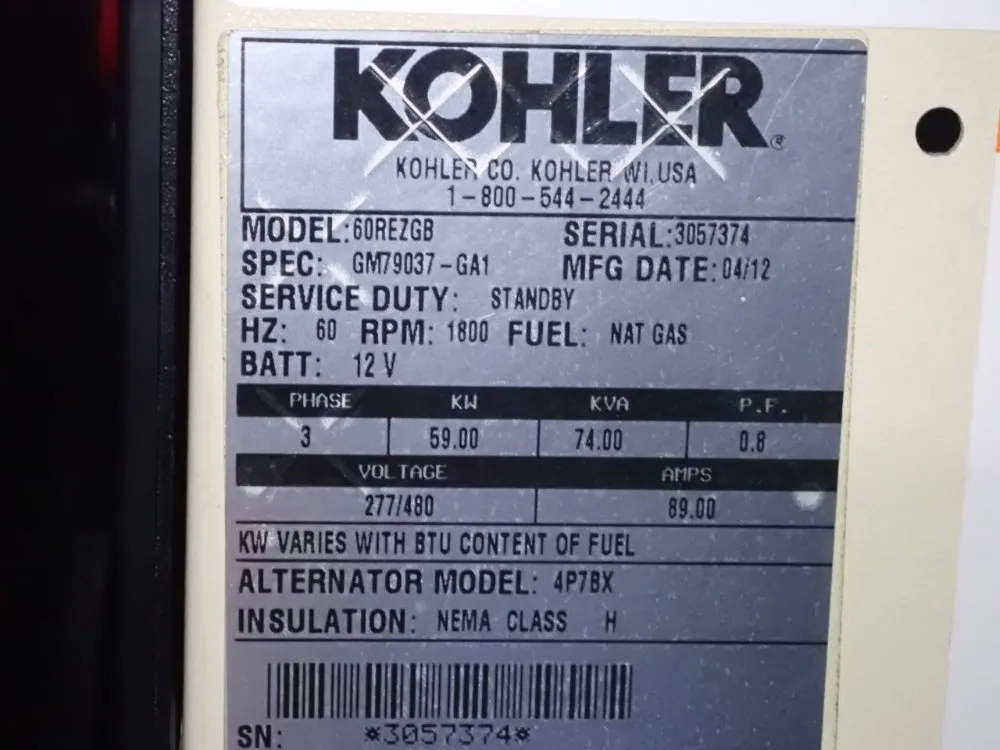 KOHLER®
KOHLER CO. KOHLER WI, USA
1-800-544-2444
MODEL: 60REZGB SERIAL: 3057374
SPEC: GM79037-GA1 MFG DATE: 04/12
SERVICE DUTY: STANDBY
HZ: 60 RPM: 1800 FUEL: NAT GAS
BATT: 12 V
PHASE KW KVA P.F.
3 59.00 74.00 0.8
VOLTAGE AMPS
277/480 89.00
KW VARIES WITH BTU CONTENT OF FUEL
ALTERNATOR MODEL: 4P7BX
INSULATION: NEMA CLASS H
SN: *3057374*